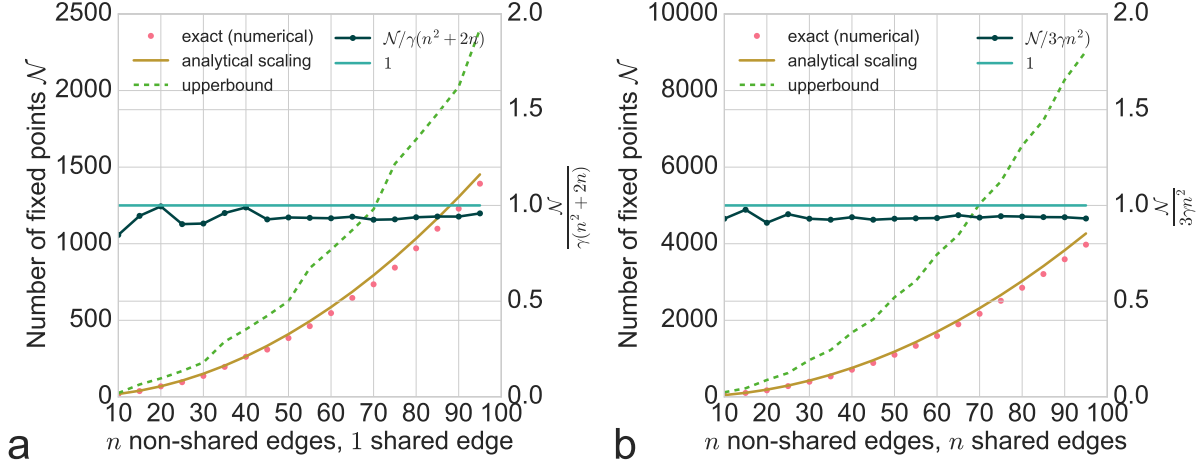 2500
2000
1500
1000
500
0
Number of fixed points 𝒩
2.0
1.5
1.0
0.5
0.0
𝒩
γ(n² + 2n)
exact (numerical)
analytical scaling
upperbound
𝒩/γ(n² + 2n)
1
10 20 30 40 50 60 70 80 90 100
n non-shared edges, 1 shared edge
a
10000
8000
6000
4000
2000
0
Number of fixed points 𝒩
2.0
1.5
1.0
0.5
0.0
𝒩
3γn²
exact (numerical)
analytical scaling
upperbound
𝒩/3γn²)
1
10 20 30 40 50 60 70 80 90 100
n non-shared edges, n shared edges
b